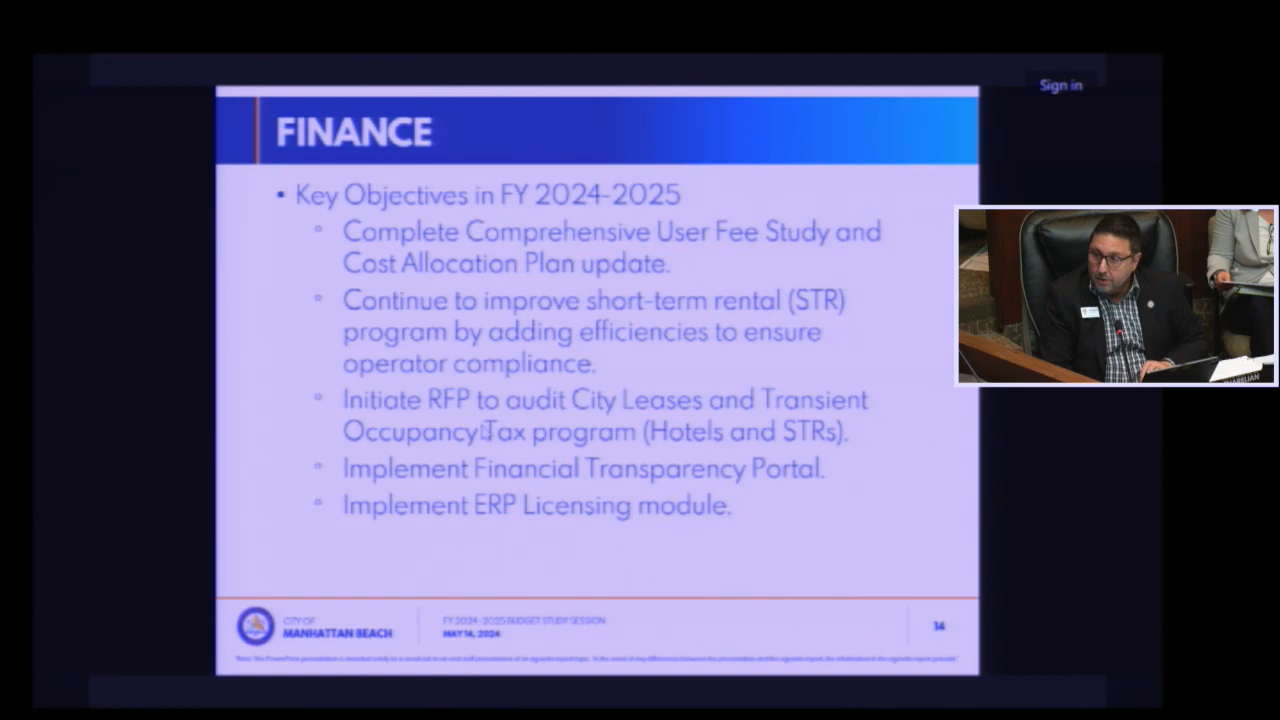 Sign in
FINANCE
• Key Objectives in FY 2024-2025
Complete Comprehensive User Fee Study and
Cost Allocation Plan update.
Continue to improve short-term rental (STR)
program by adding efficiencies to ensure
operator compliance.
Initiate RFP to audit City Leases and Transient
Occupancy Tax program (Hotels and STRs).
Implement Financial Transparency Portal.
Implement ERP Licensing module.
CITY OF
MANHATTAN BEACH
FY 2024-2025 BUDGET STUDY SESSION
MAY 14, 2024
14